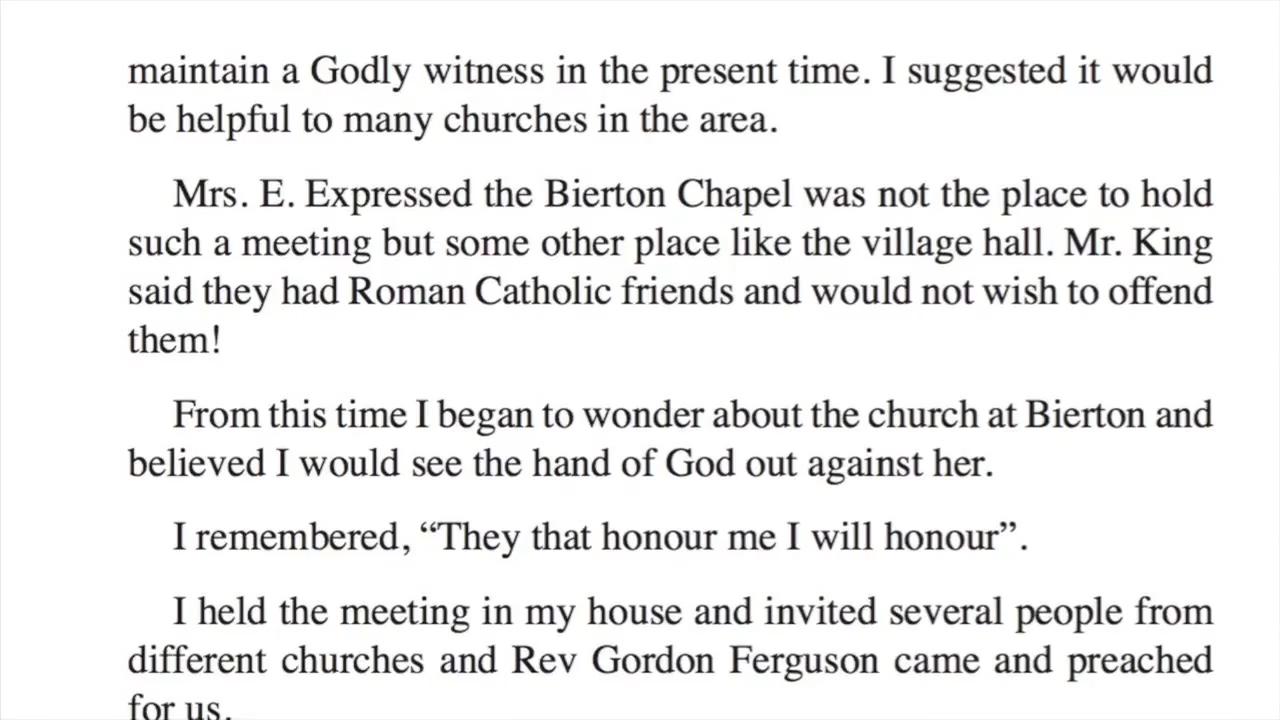 maintain a Godly witness in the present time. I suggested it would
be helpful to many churches in the area.
Mrs. E. Expressed the Bierton Chapel was not the place to hold
such a meeting but some other place like the village hall. Mr. King
said they had Roman Catholic friends and would not wish to offend
them!
From this time I began to wonder about the church at Bierton and
believed I would see the hand of God out against her.
I remembered, “They that honour me I will honour”.
I held the meeting in my house and invited several people from
different churches and Rev Gordon Ferguson came and preached
for us.